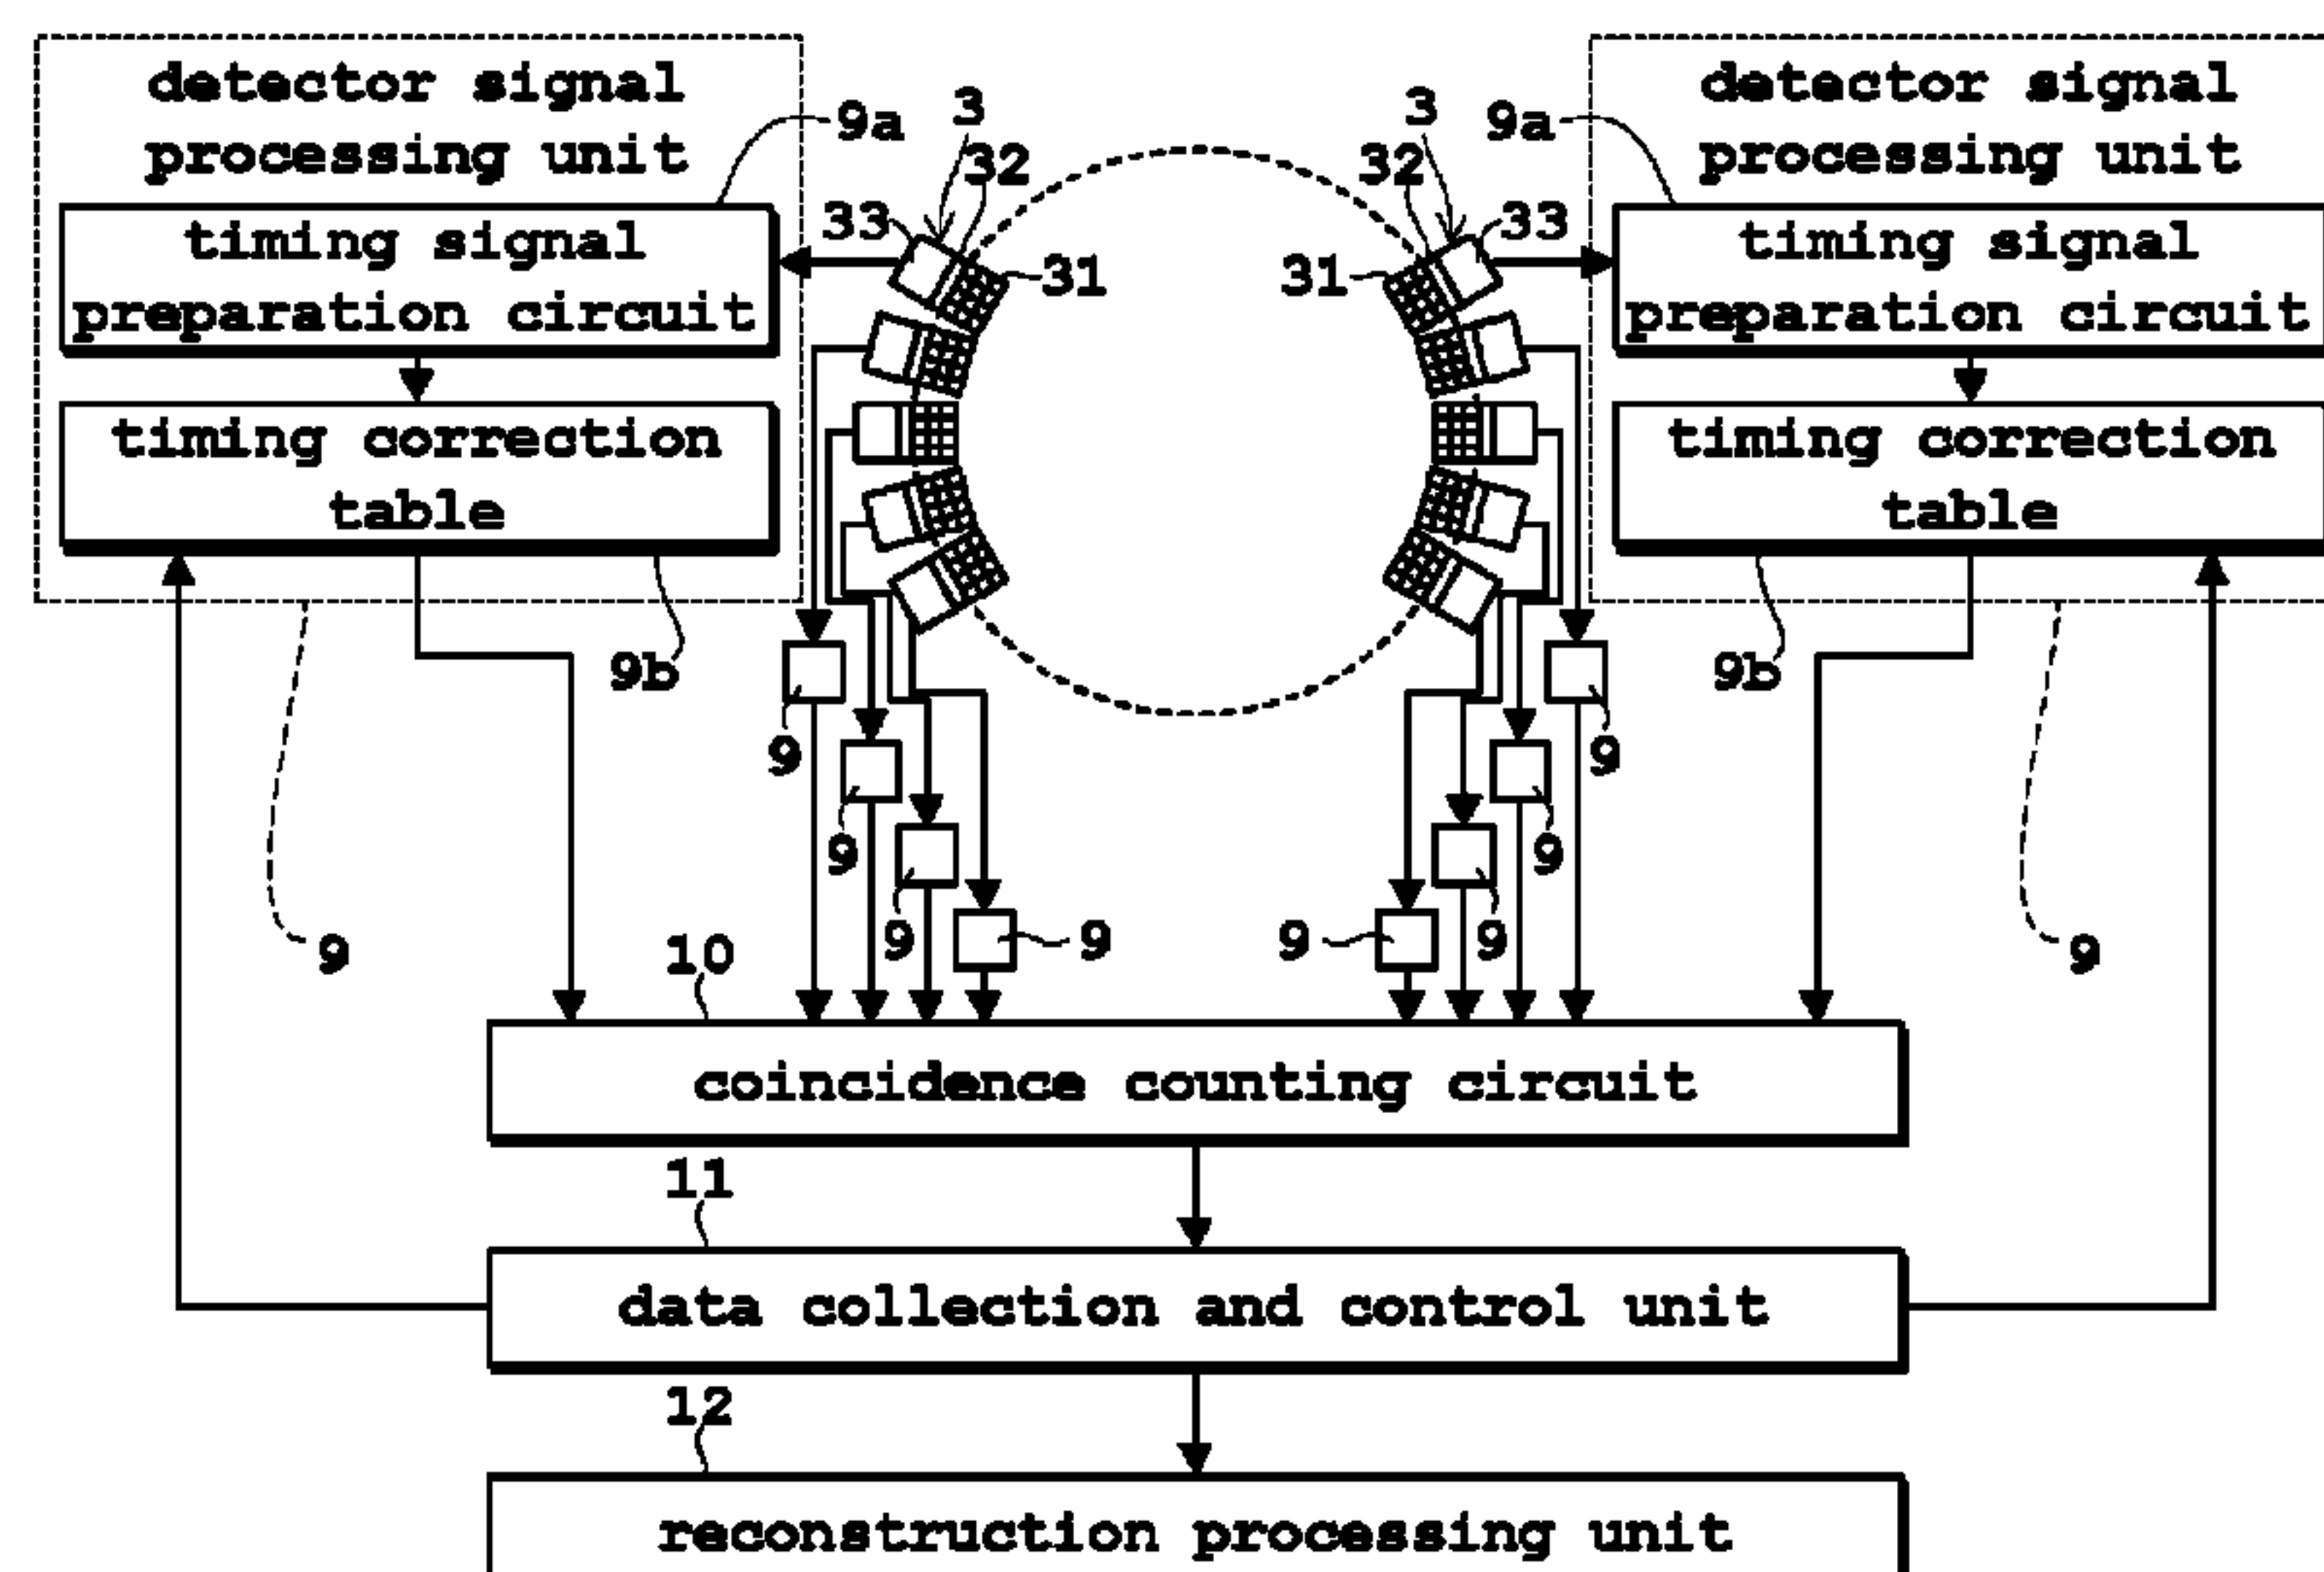 detector signal
processing unit
9a
3
32
33
31
timing signal
preparation circuit
timing correction
table
9b
9
3
32
33
31
9a
detector signal
processing unit
timing signal
preparation circuit
timing correction
table
9b
9
9
9
9
9
9
9
9
9
10
coincidence counting circuit
11
data collection and control unit
12
reconstruction processing unit